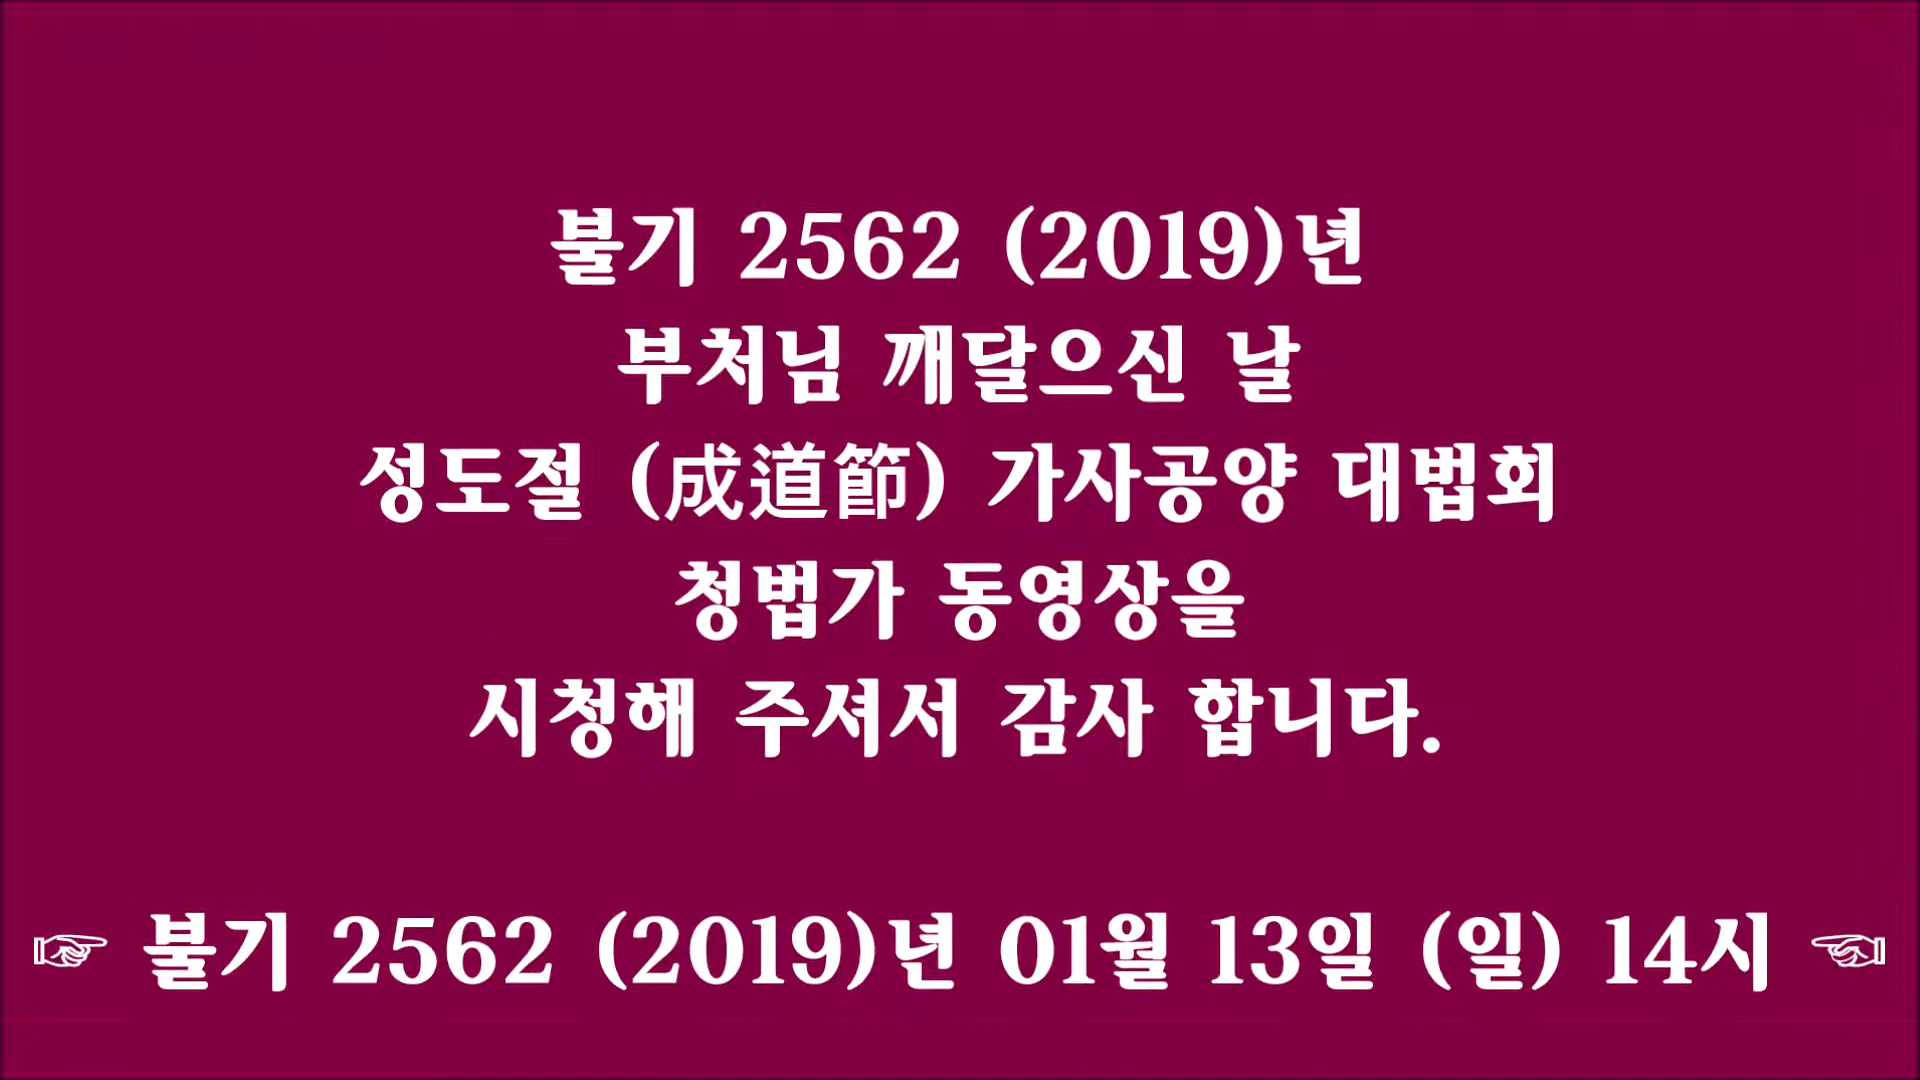 불기 2562 (2019)년
부처님 깨달으신 날
성도절 (成道節) 가사공양 대법회
청법가 동영상을
시청해 주셔서 감사 합니다.
☞ 불기 2562 (2019)년 01월 13일 (일) 14시 ☜